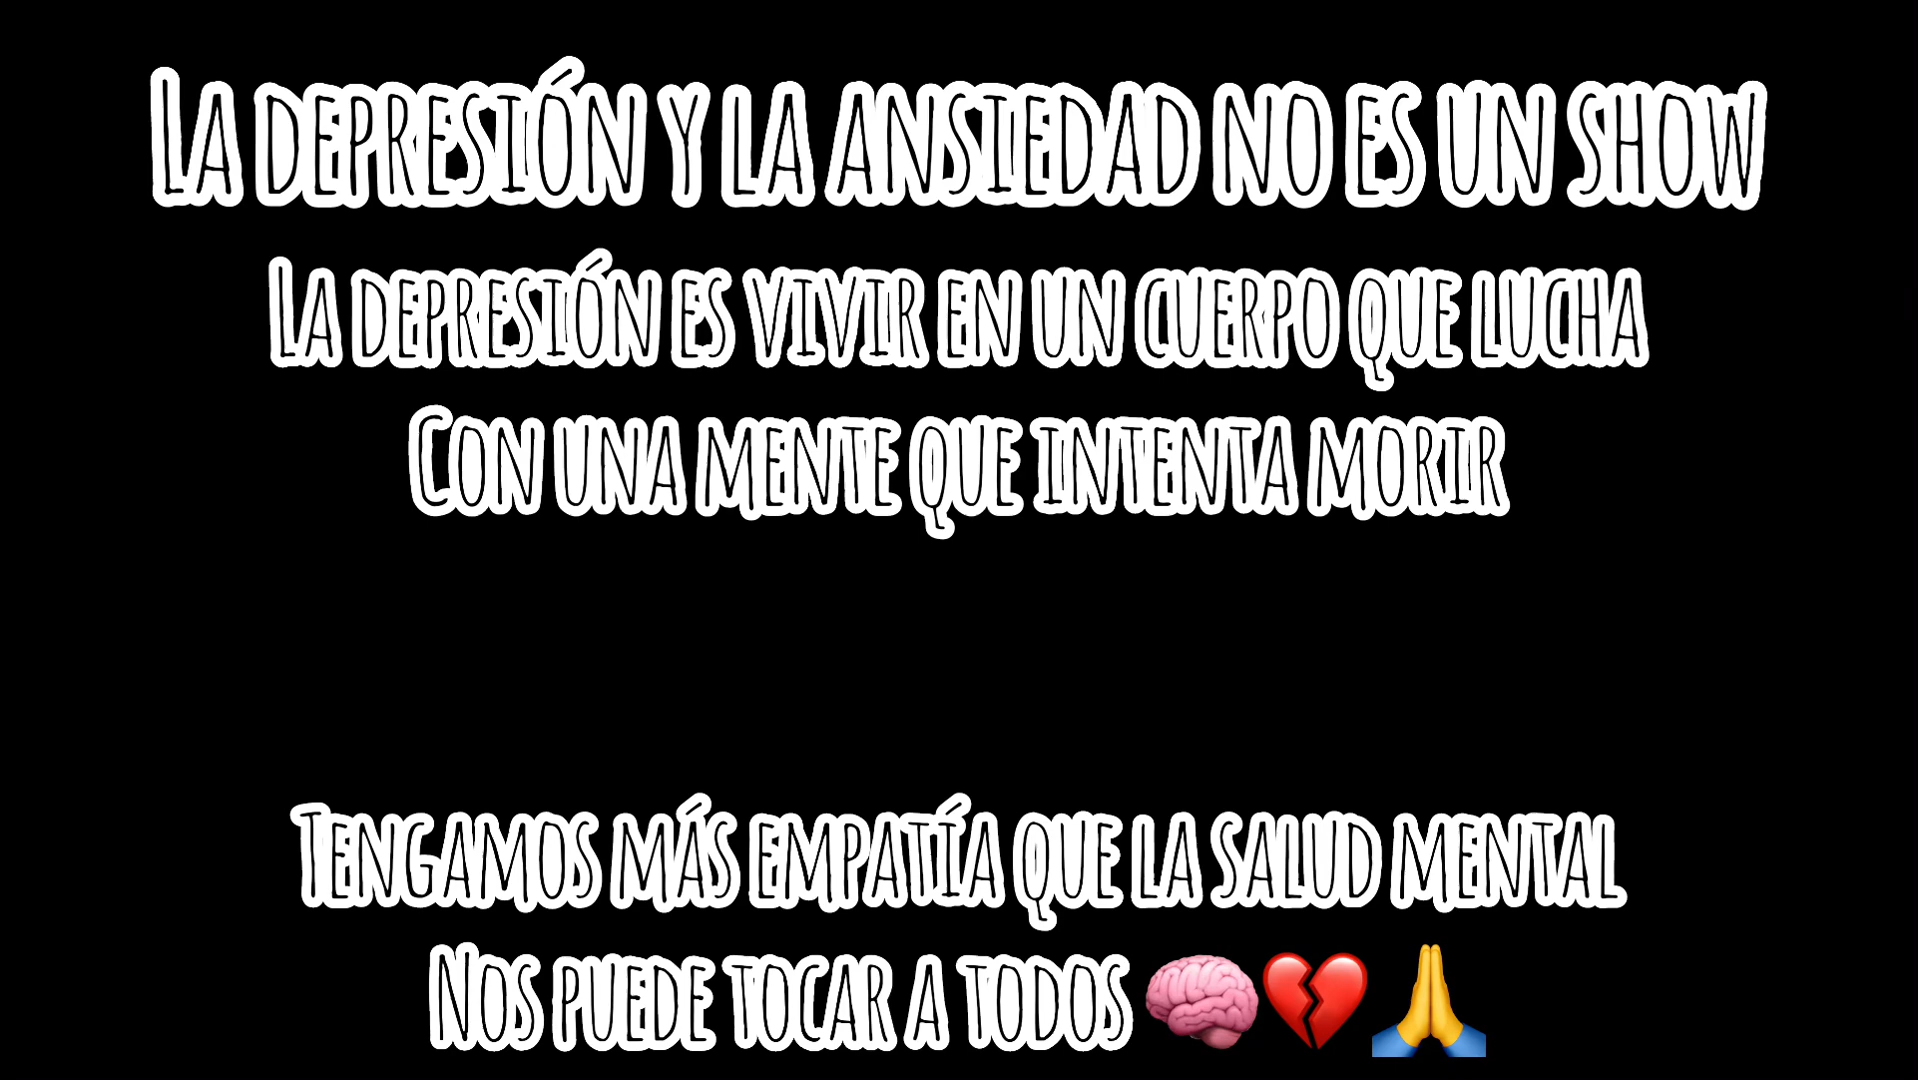 La depresión y la ansiedad no es un show
La depresión es vivir en un cuerpo que lucha
Con una mente que intenta morir
Tengamos más empatía que la salud mental
Nos puede tocar a todos 🧠💔🙏